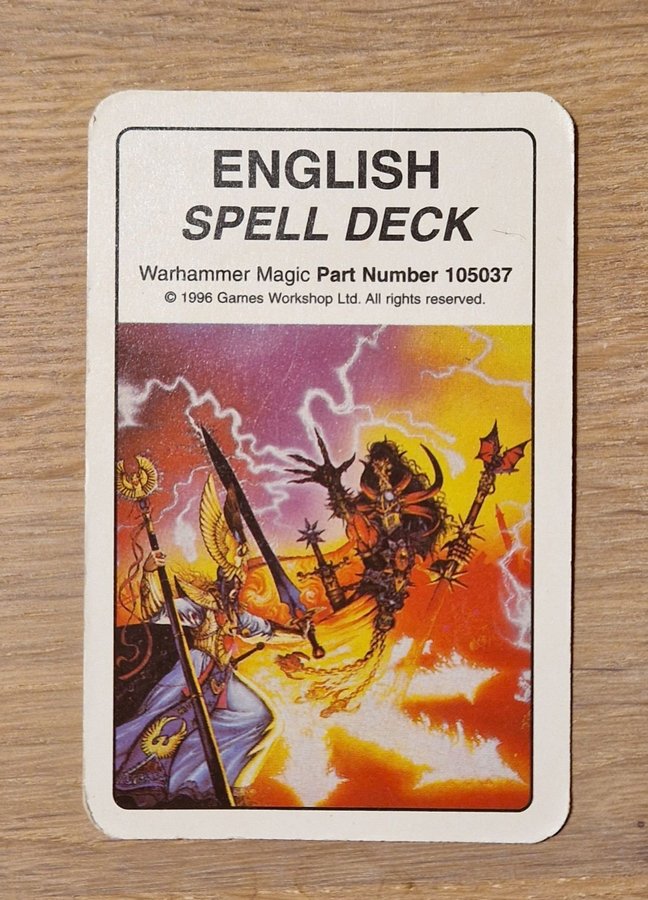 ENGLISH
SPELL DECK
Warhammer Magic Part Number 105037
© 1996 Games Workshop Ltd. All rights reserved.